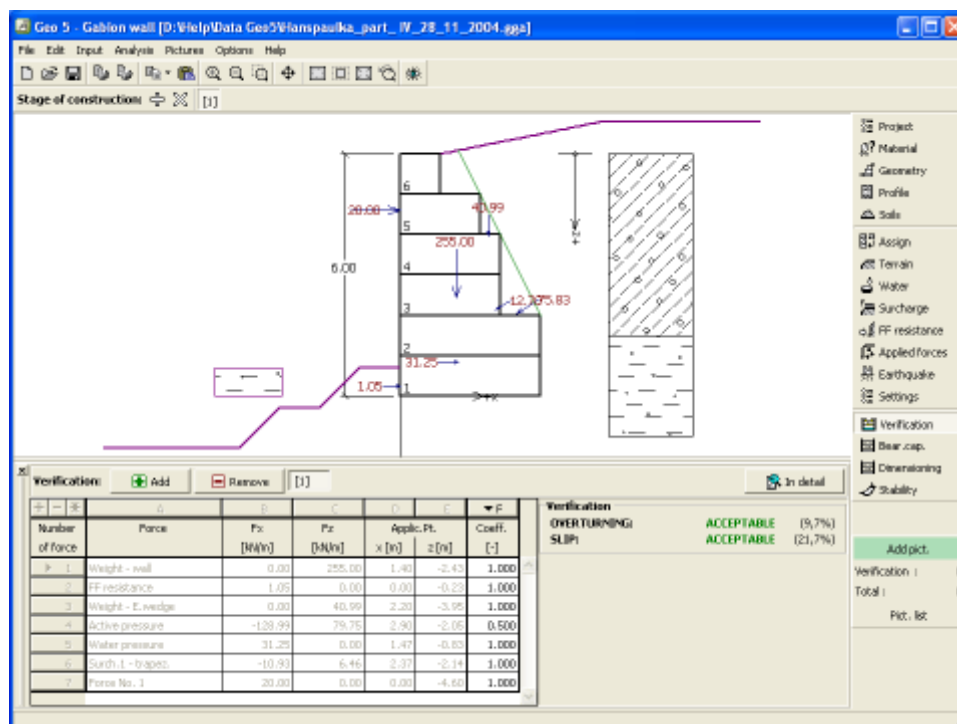 Geo 5 - Gabion wall [D:\Help\Data Geo5\Hanspaulka_part_ IV_28_11_2004.gga]
File Edit Input Analysis Pictures Options Help
Stage of construction: [1]
Project
Material
Geometry
Profile
Soils
Assign
Terrain
Water
Surcharge
FF resistance
Applied forces
Earthquake
Settings
Verification
Bear.cap.
Dimensioning
Stability
Add pict.
Verification :
Total :
Pict. list
6
20.00
40.99
5
255.00
+z
6.00
4
12.79
75.83
3
2
31.25
1.05
1
+x
Verification: Add Remove [1] In detail
A B C D E F
Number Force Fx Fz Applic.Pt. Coeff.
of force [kN/m] [kN/m] x [m] z [m] [-]
1 Weight - wall 0.00 255.00 1.40 -2.43 1.000
2 FF resistance 1.05 0.00 0.00 -0.23 1.000
3 Weight - E.wedge 0.00 40.99 2.20 -3.95 1.000
4 Active pressure -128.99 79.75 2.90 -2.05 0.500
5 Water pressure 31.25 0.00 1.47 -0.83 1.000
6 Surch.1 - trapez. -10.93 6.46 2.37 -2.14 1.000
7 Force No. 1 20.00 0.00 0.00 -4.60 1.000
Verification
OVERTURNING: ACCEPTABLE (9,7%)
SLIP: ACCEPTABLE (21,7%)